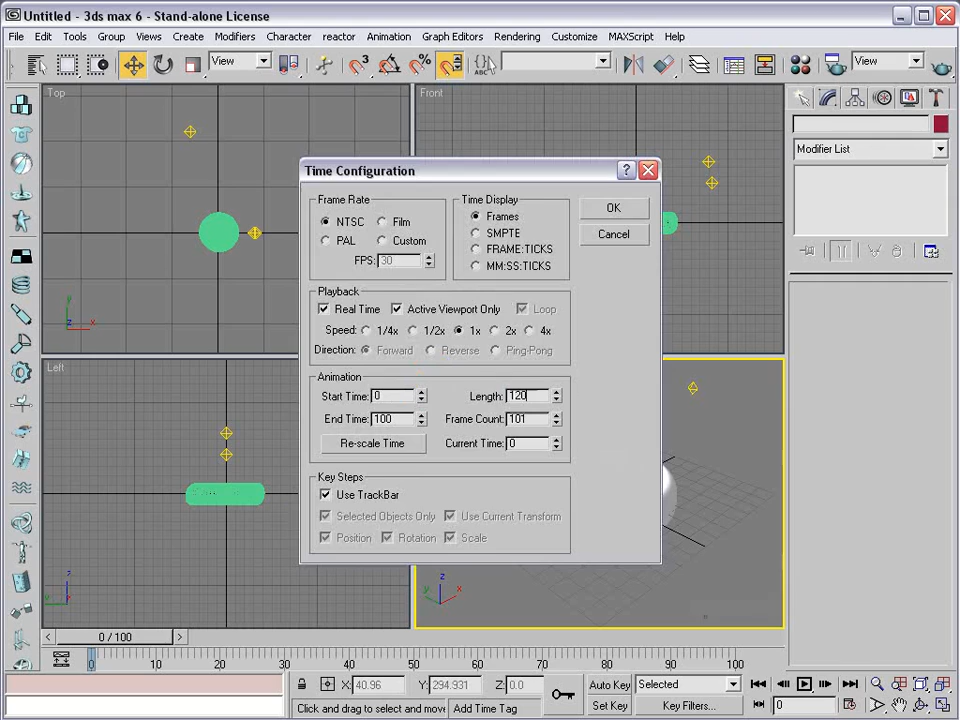 Untitled - 3ds max 6 - Stand-alone License
File Edit Tools Group Views Create Modifiers Character reactor Animation Graph Editors Rendering Customize MAXScript Help
View 3 % ABC View
Top
Front
Modifier List
Time Configuration
Frame Rate
NTSC Film
PAL Custom
FPS: 30
Time Display
Frames
SMPTE
FRAME:TICKS
MM:SS:TICKS
OK
Cancel
Playback
Real Time Active Viewport Only Loop
Speed: 1/4x 1/2x 1x 2x 4x
Direction: Forward Reverse Ping-Pong
Left
Animation
Start Time: 0 Length: 120
End Time: 100 Frame Count: 101
Re-scale Time Current Time: 0
Key Steps
Use TrackBar
Selected Objects Only Use Current Transform
Position Rotation Scale
z
y x
z
y x
z
y x
0 / 100
0 10 20 30 40 50 60 70 80 90 100
X: 40.96 Y: 294.931 Z: 0.0 Auto Key Selected
Click and drag to select and move Add Time Tag Set Key Key Filters... 0